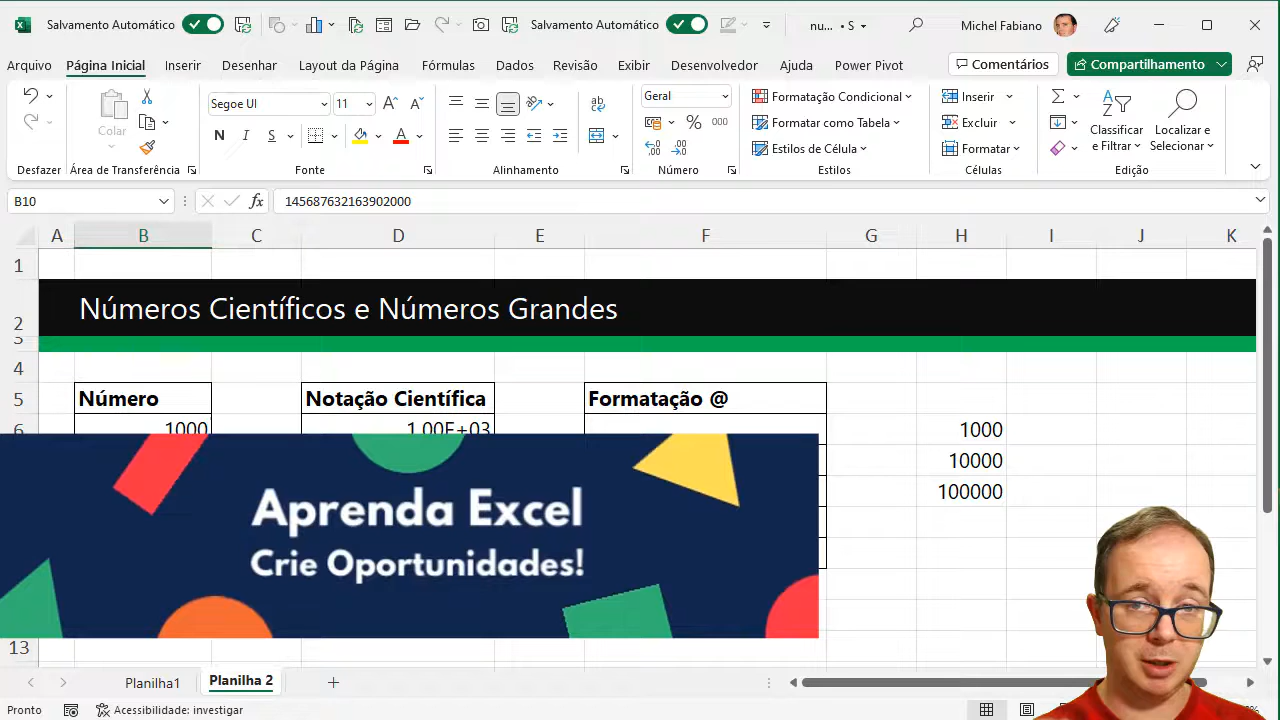 Salvamento Automático
Salvamento Automático
nu... • S
Michel Fabiano
Arquivo
Página Inicial
Inserir
Desenhar
Layout da Página
Fórmulas
Dados
Revisão
Exibir
Desenvolvedor
Ajuda
Power Pivot
Comentários
Compartilhamento
Colar
Segoe UI
11
N I S
Geral
% 000
Formatação Condicional
Formatar como Tabela
Estilos de Célula
Inserir
Excluir
Formatar
Classificar
e Filtrar
Localizar e
Selecionar
Desfazer
Área de Transferência
Fonte
Alinhamento
Número
Estilos
Células
Edição
B10
fx
145687632163902000
A B C D E F G H I J K
1
2
Números Científicos e Números Grandes
3
4
5
Número
Notação Científica
Formatação @
6
1000
1,00E+03
1000
10000
100000
Aprenda Excel
Crie Oportunidades!
13
Planilha1
Planilha 2
Pronto
Acessibilidade: investigar